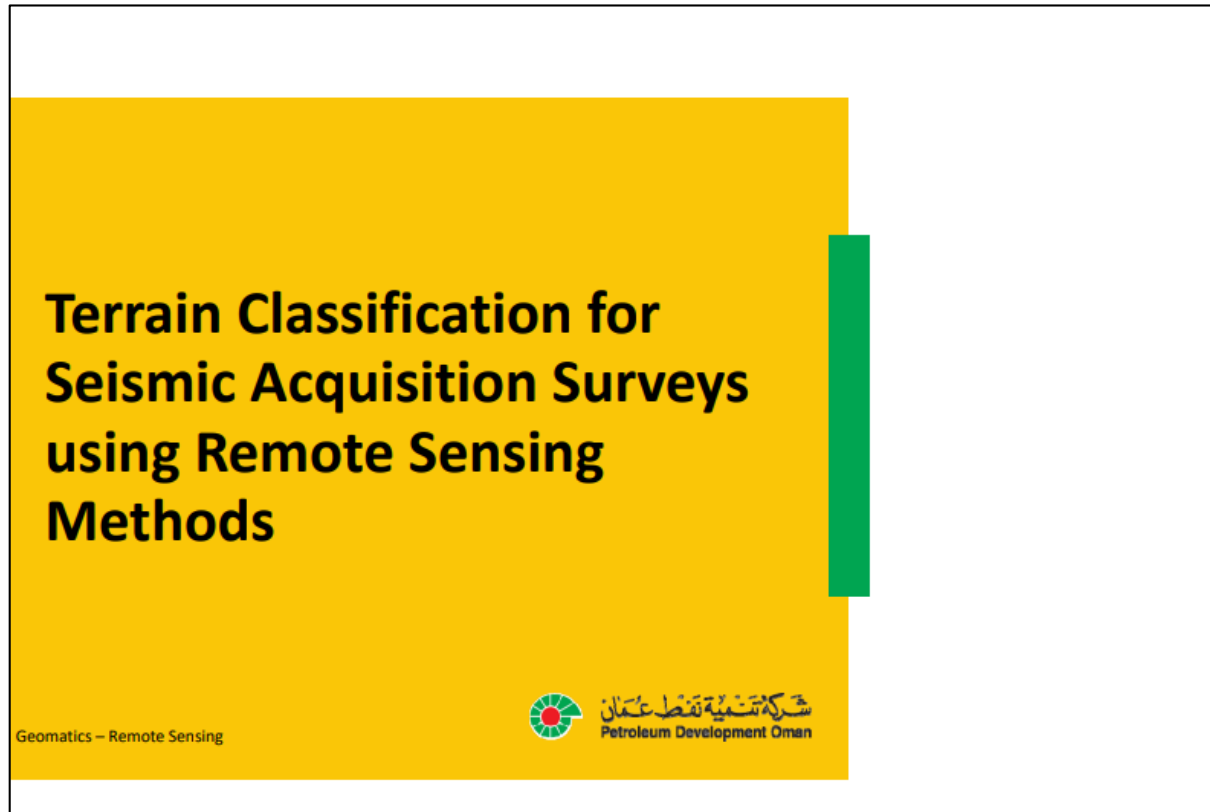 Terrain Classification for
Seismic Acquisition Surveys
using Remote Sensing
Methods
Geomatics – Remote Sensing
شركة تنمية نفط عمان
Petroleum Development Oman